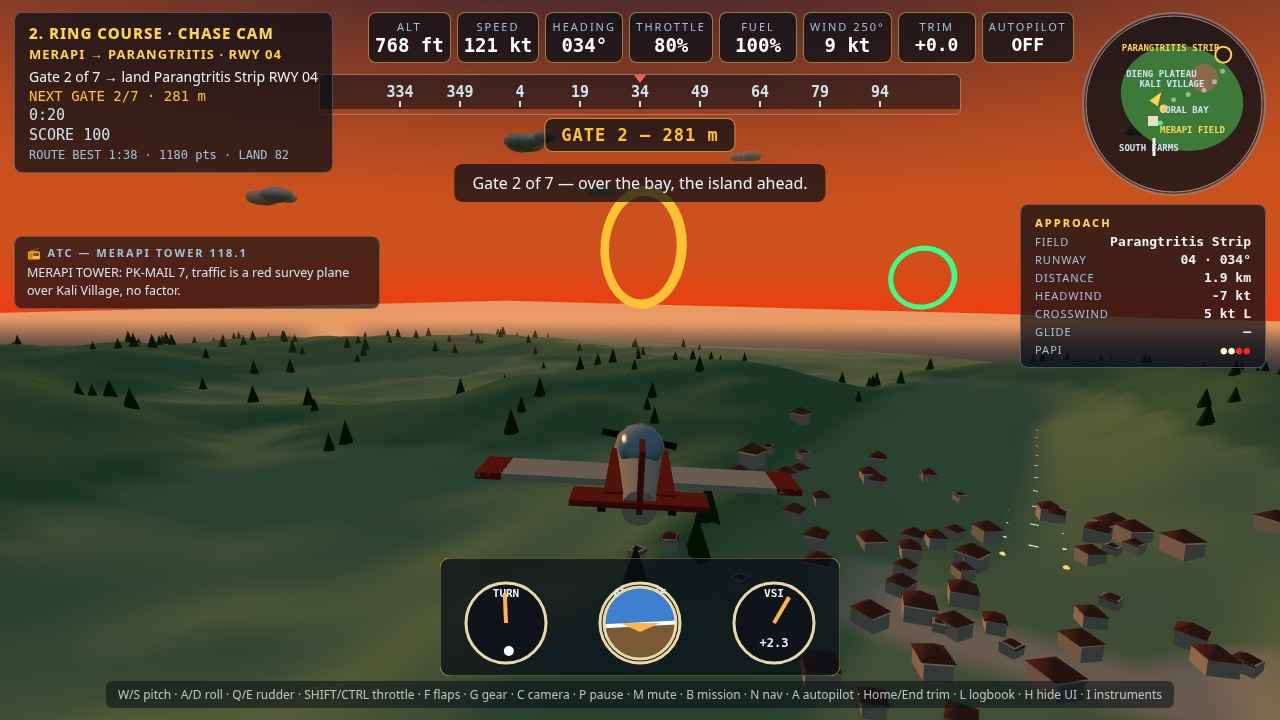 2. RING COURSE · CHASE CAM
MERAPI → PARANGTRITIS · RWY 04
Gate 2 of 7 → land Parangtritis Strip RWY 04
NEXT GATE 2/7 · 281 m
0:20
SCORE 100
ROUTE BEST 1:38 · 1180 pts · LAND 82
ALT
768 ft
SPEED
121 kt
HEADING
034°
THROTTLE
80%
FUEL
100%
WIND 250°
9 kt
TRIM
+0.0
AUTOPILOT
OFF
334 349 4 19 34 49 64 79 94
GATE 2 — 281 m
Gate 2 of 7 — over the bay, the island ahead.
PARANGTRITIS STRIP
DIENG PLATEAU
KALI VILLAGE
CORAL BAY
MERAPI FIELD
SOUTH FARMS
📻 ATC — MERAPI TOWER 118.1
MERAPI TOWER: PK-MAIL 7, traffic is a red survey plane
over Kali Village, no factor.
APPROACH
FIELD Parangtritis Strip
RUNWAY 04 · 034°
DISTANCE 1.9 km
HEADWIND -7 kt
CROSSWIND 5 kt L
GLIDE —
PAPI
TURN
VSI
+2.3
W/S pitch · A/D roll · Q/E rudder · SHIFT/CTRL throttle · F flaps · G gear · C camera · P pause · M mute · B mission · N nav · A autopilot · Home/End trim · L logbook · H hide UI · I instruments